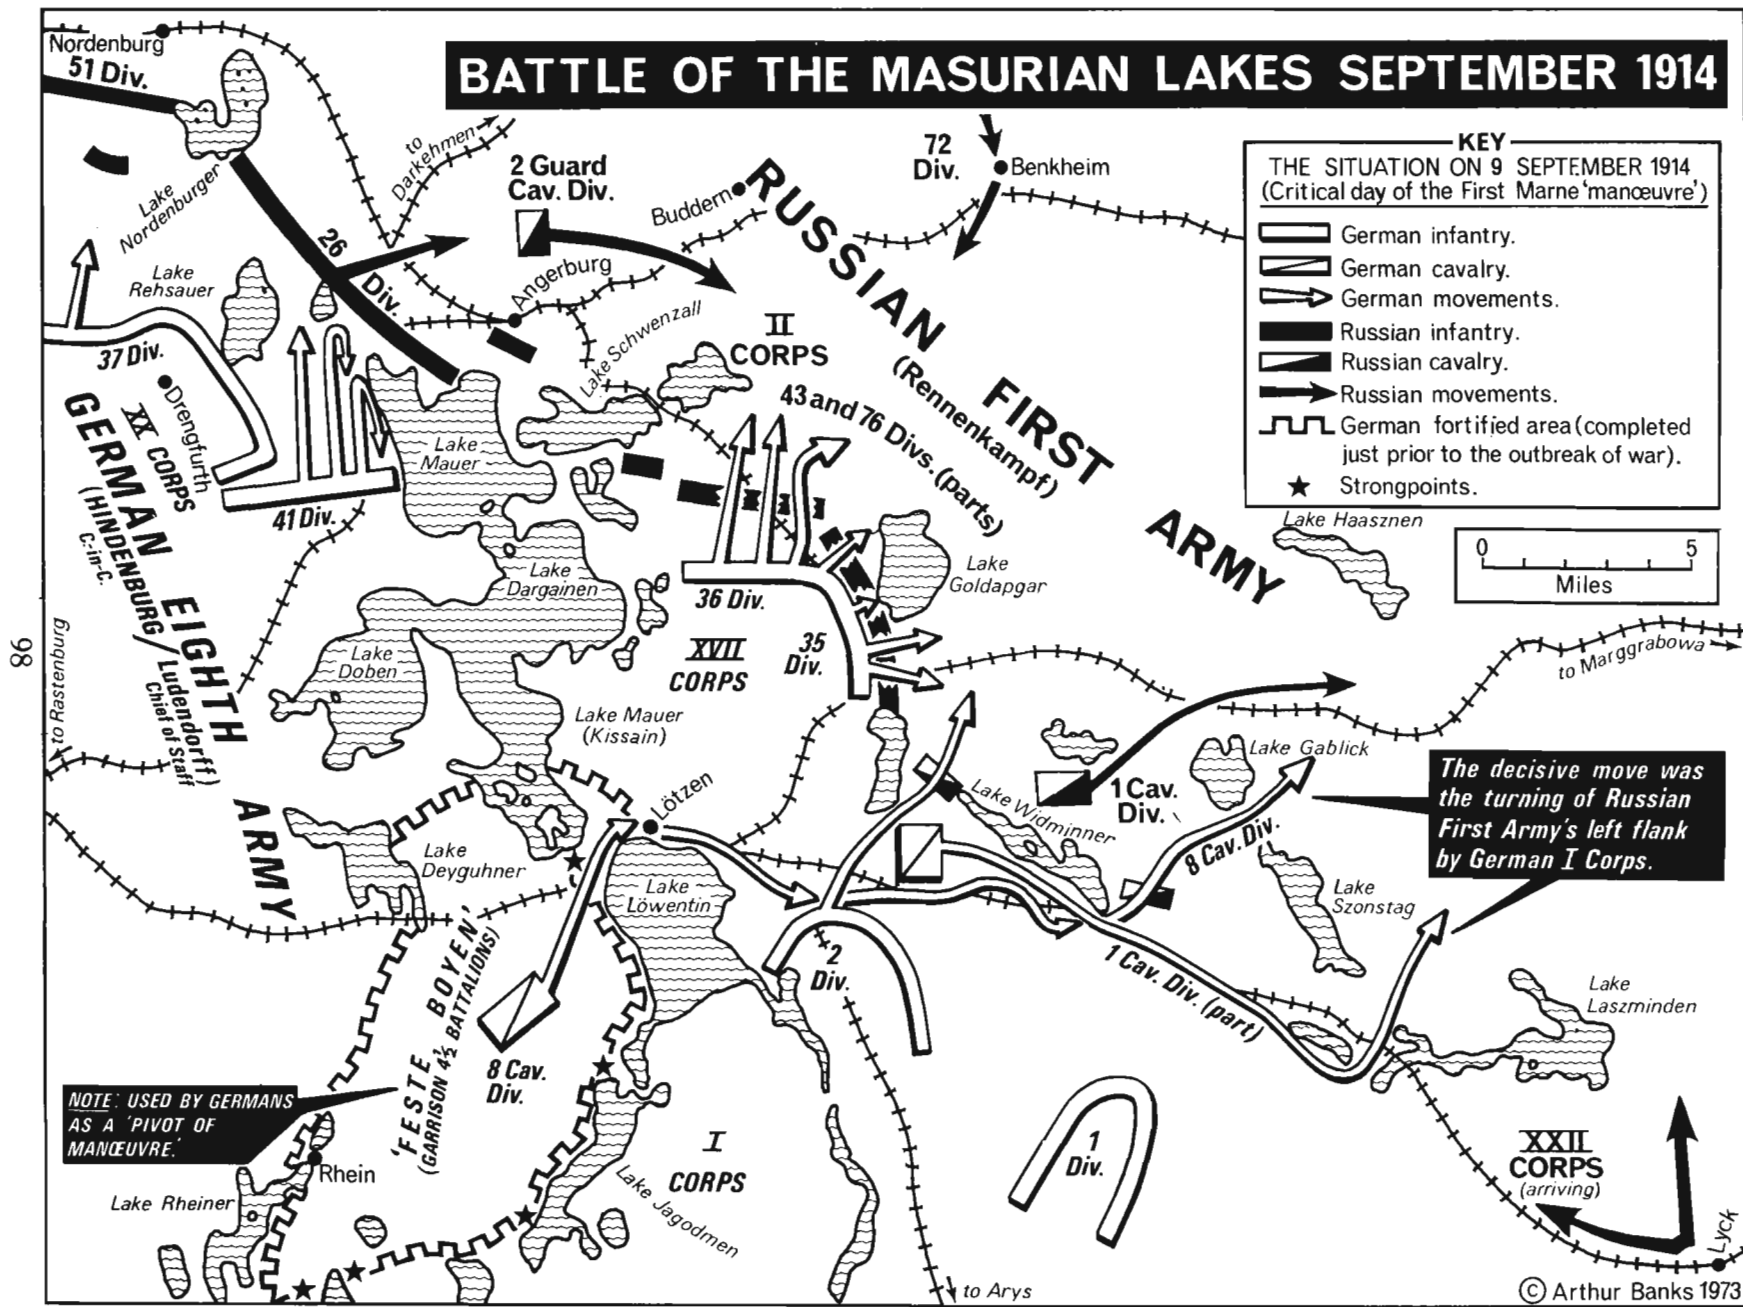 BATTLE OF THE MASURIAN LAKES SEPTEMBER 1914
KEY
THE SITUATION ON 9 SEPTEMBER 1914
(Critical day of the First Marne 'manœuvre')
German infantry.
German cavalry.
German movements.
Russian infantry.
Russian cavalry.
Russian movements.
German fortified area (completed
just prior to the outbreak of war).
Strongpoints.
0 5
Miles
Nordenburg
51 Div.
to
Darkehmen
Lake
Nordenburger
26
Div.
2 Guard
Cav. Div.
Buddern
72
Div.
Benkheim
RUSSIAN
FIRST
ARMY
(Rennenkampf)
Lake
Rehsauer
Angerburg
Lake Schwenzall
II
CORPS
43 and 76 Divs. (parts)
37 Div.
Drengfurth
XX CORPS
GERMAN
EIGHTH
ARMY
(HINDENBURG/
C-in-C.
Ludendorff)
Chief of Staff
41 Div.
Lake
Mauer
Lake
Dargainen
Lake
Doben
Lake Mauer
(Kissain)
36 Div.
35
Div.
XVII
CORPS
Lake
Goldapgar
Lake Haasznen
to Marggrabowa
to Rastenburg
98
Lötzen
Lake
Deyguhner
Lake
Löwentin
Lake Widminner
1 Cav.
Div.
Lake Gablick
8 Cav. Div.
The decisive move was
the turning of Russian
First Army's left flank
by German I Corps.
Lake
Szonstag
2
Div.
1 Cav. Div. (part)
Lake
Laszminden
'FESTE BOYEN'
(GARRISON 4½ BATTALIONS)
8 Cav.
Div.
NOTE: USED BY GERMANS
AS A 'PIVOT OF
MANŒUVRE.'
Rhein
Lake Rheiner
I
CORPS
Lake Jagodmen
1
Div.
XXII
CORPS
(arriving)
Lyck
to Arys
© Arthur Banks 1973